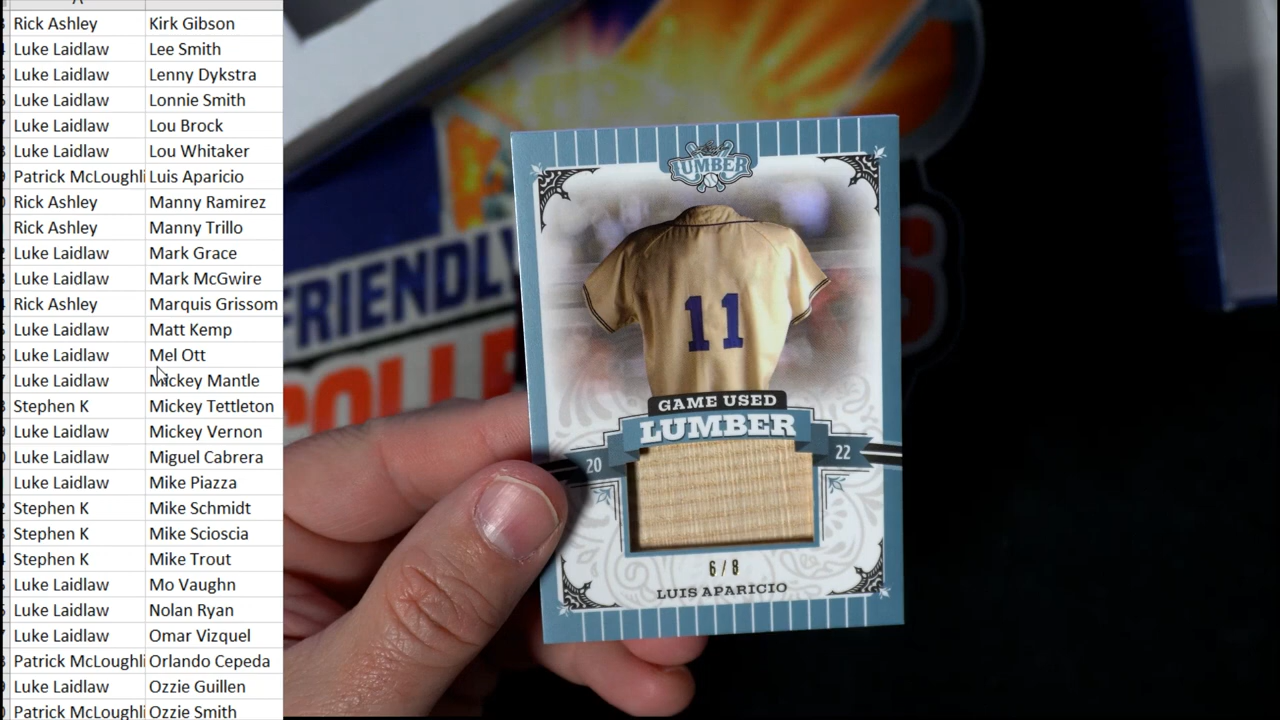 Rick Ashley Kirk Gibson
Luke Laidlaw Lee Smith
Luke Laidlaw Lenny Dykstra
Luke Laidlaw Lonnie Smith
Luke Laidlaw Lou Brock
Luke Laidlaw Lou Whitaker
Patrick McLoughli Luis Aparicio
Rick Ashley Manny Ramirez
Rick Ashley Manny Trillo
Luke Laidlaw Mark Grace
Luke Laidlaw Mark McGwire
Rick Ashley Marquis Grissom
Luke Laidlaw Matt Kemp
Luke Laidlaw Mel Ott
Luke Laidlaw Mickey Mantle
Stephen K Mickey Tettleton
Luke Laidlaw Mickey Vernon
Luke Laidlaw Miguel Cabrera
Luke Laidlaw Mike Piazza
Stephen K Mike Schmidt
Stephen K Mike Scioscia
Stephen K Mike Trout
Luke Laidlaw Mo Vaughn
Luke Laidlaw Nolan Ryan
Luke Laidlaw Omar Vizquel
Patrick McLoughli Orlando Cepeda
Luke Laidlaw Ozzie Guillen
Patrick McLoughli Ozzie Smith
FRIENDLY
LUMBER
11
GAME USED
LUMBER
20 22
6/8
LUIS APARICIO